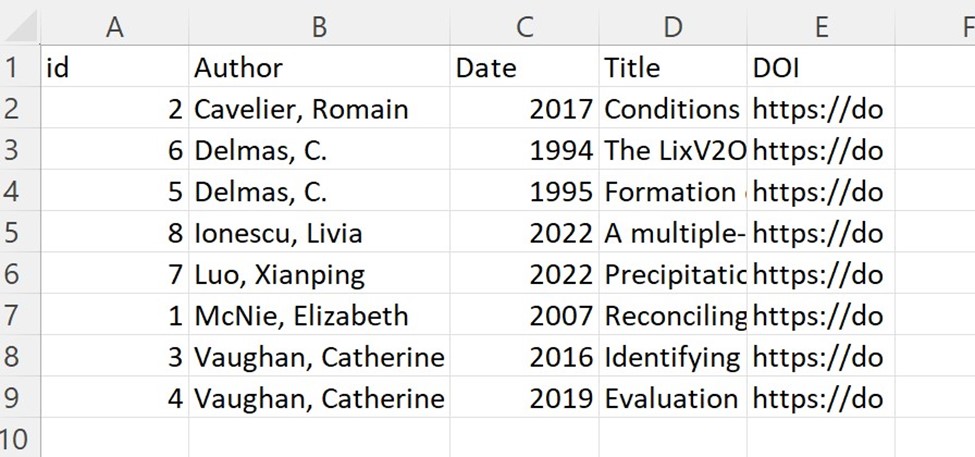 A B C D E F
1 id Author Date Title DOI
2 2 Cavelier, Romain 2017 Conditions https://do
3 6 Delmas, C. 1994 The LixV2O https://do
4 5 Delmas, C. 1995 Formation https://do
5 8 Ionescu, Livia 2022 A multiple- https://do
6 7 Luo, Xianping 2022 Precipitatic https://do
7 1 McNie, Elizabeth 2007 Reconciling https://do
8 3 Vaughan, Catherine 2016 Identifying https://do
9 4 Vaughan, Catherine 2019 Evaluation https://do
10